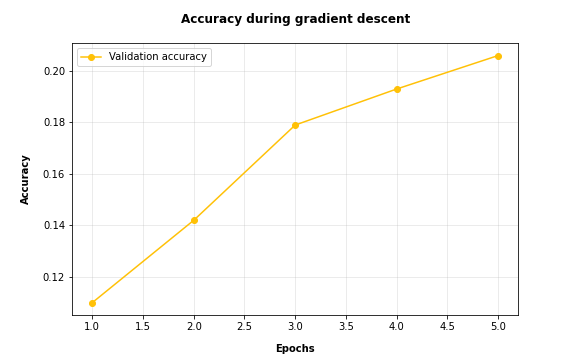 Accuracy during gradient descent
Validation accuracy
0.20
0.18
0.16
0.14
0.12
Accuracy
1.0 1.5 2.0 2.5 3.0 3.5 4.0 4.5 5.0
Epochs